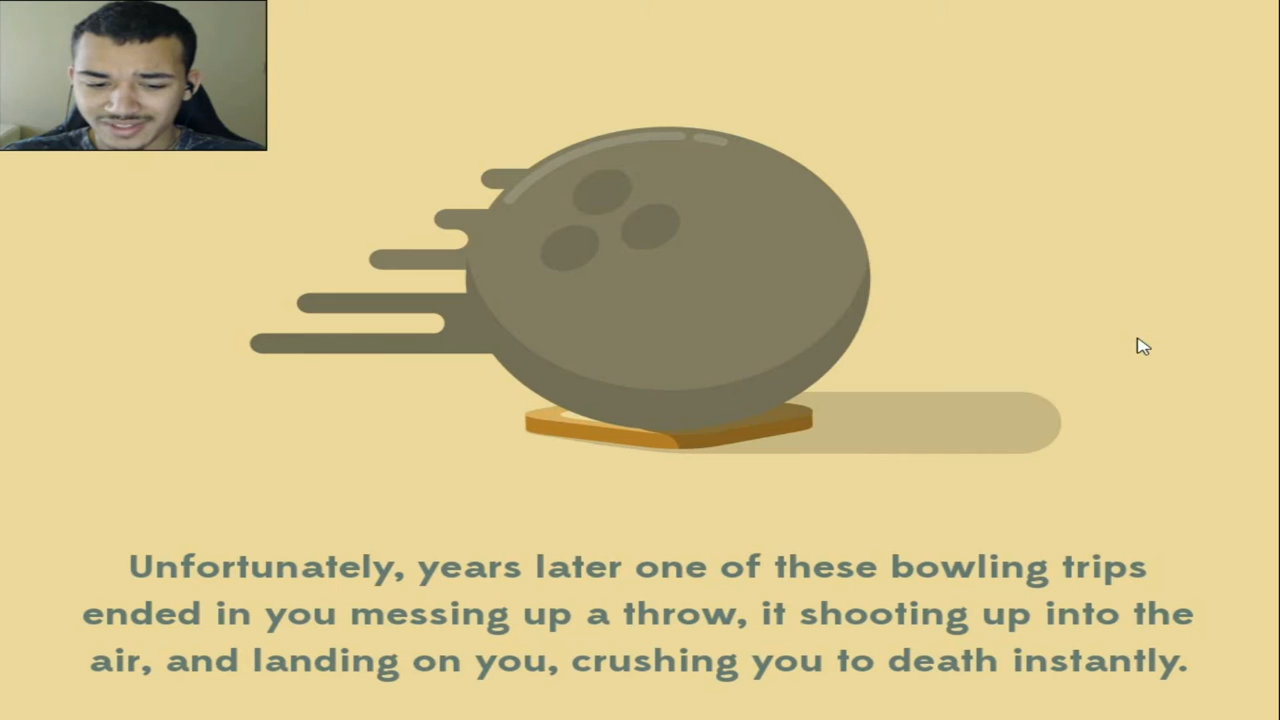 Unfortunately, years later one of these bowling trips
ended in you messing up a throw, it shooting up into the
air, and landing on you, crushing you to death instantly.